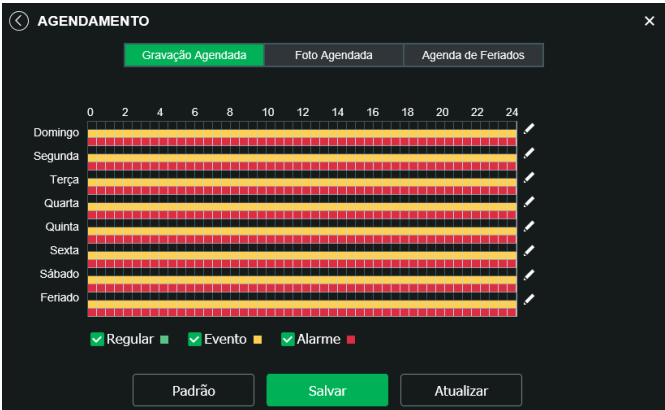 AGENDAMENTO
Gravação Agendada Foto Agendada Agenda de Feriados
0 2 4 6 8 10 12 14 16 18 20 22 24
Domingo
Segunda
Terça
Quarta
Quinta
Sexta
Sábado
Feriado
Regular Evento Alarme
Padrão Salvar Atualizar